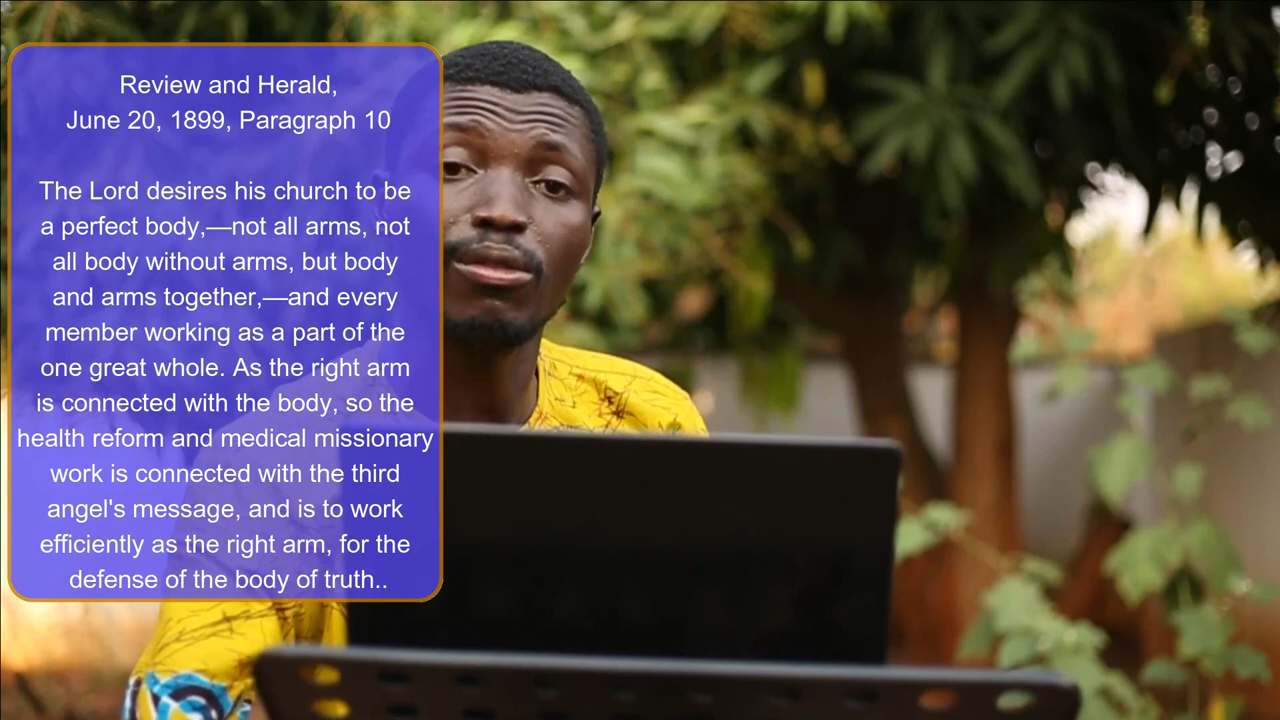 Review and Herald,
June 20, 1899, Paragraph 10
The Lord desires his church to be
a perfect body,—not all arms, not
all body without arms, but body
and arms together,—and every
member working as a part of the
one great whole. As the right arm
is connected with the body, so the
health reform and medical missionary
work is connected with the third
angel's message, and is to work
efficiently as the right arm, for the
defense of the body of truth..